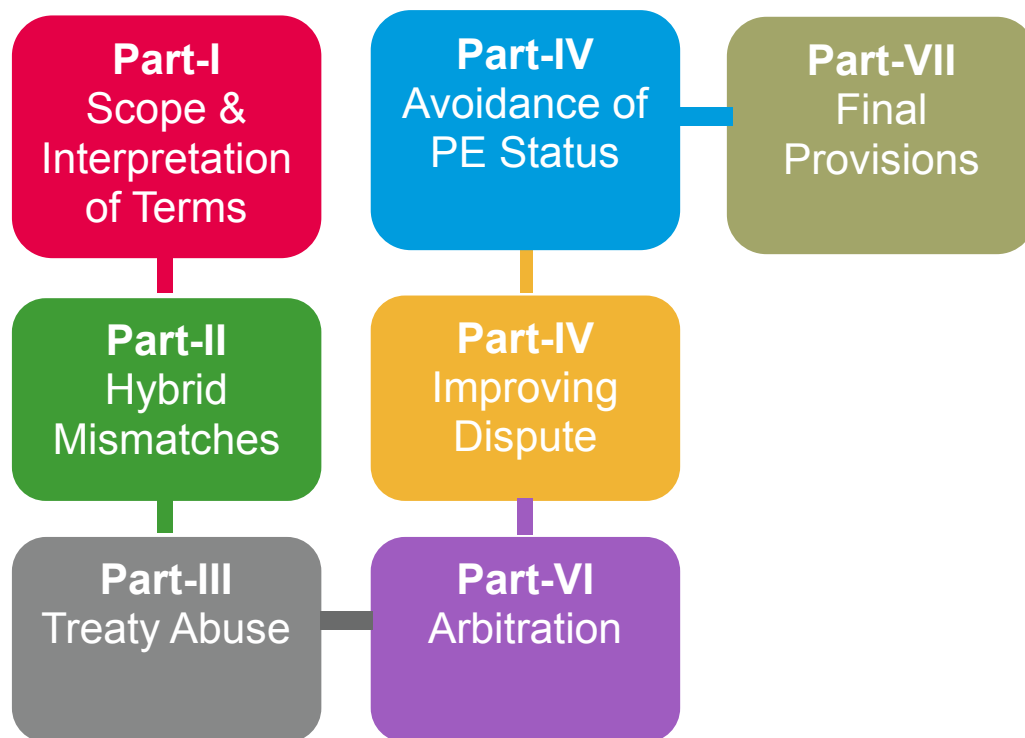 Part-I
Scope &
Interpretation
of Terms
Part-II
Hybrid
Mismatches
Part-III
Treaty Abuse
Part-IV
Avoidance of
PE Status
Part-IV
Improving
Dispute
Part-VI
Arbitration
Part-VII
Final
Provisions